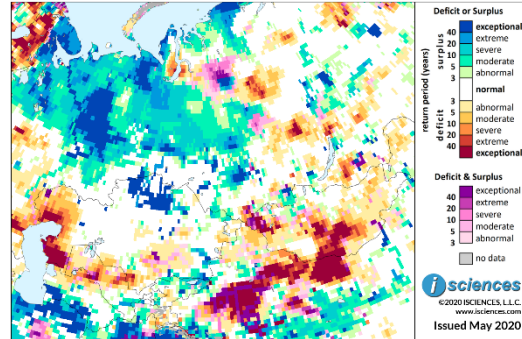 Deficit or Surplus
exceptional
40
extreme
20
severe
10
moderate
5
abnormal
3
normal
3
abnormal
5
moderate
10
severe
20
extreme
40
exceptional
return period (years)
surplus
deficit
Deficit & Surplus
exceptional
40
extreme
20
severe
10
moderate
5
abnormal
3
no data
i sciences
©2020 ISCIENCES, L.L.C.
www.isciences.com
Issued May 2020